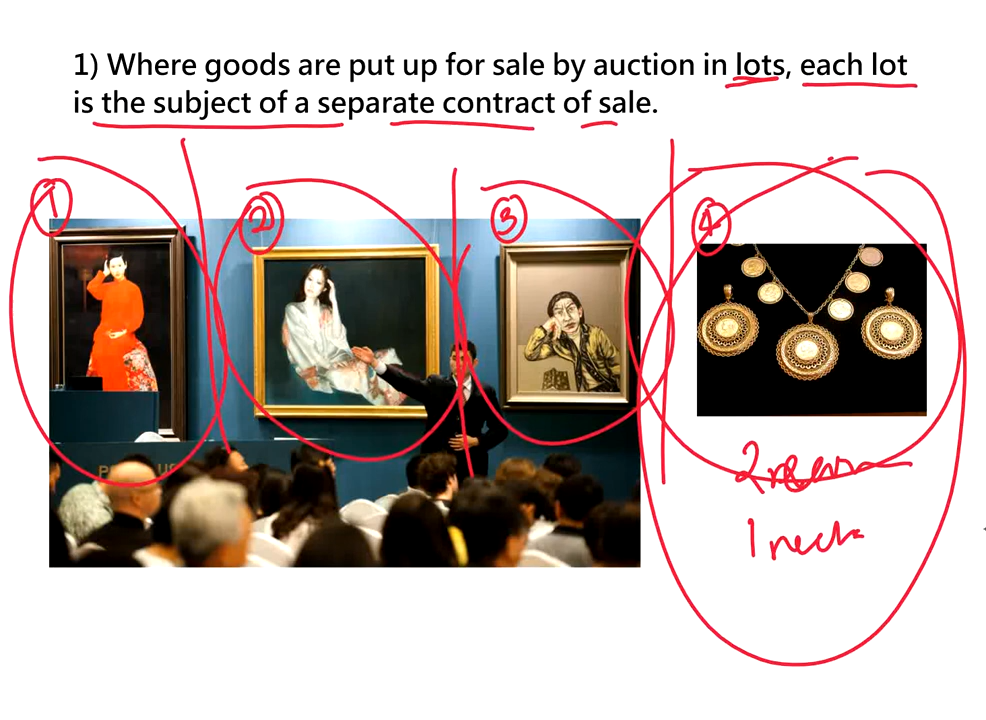 1) Where goods are put up for sale by auction in lots, each lot
is the subject of a separate contract of sale.
1
2
3
4
1 neck